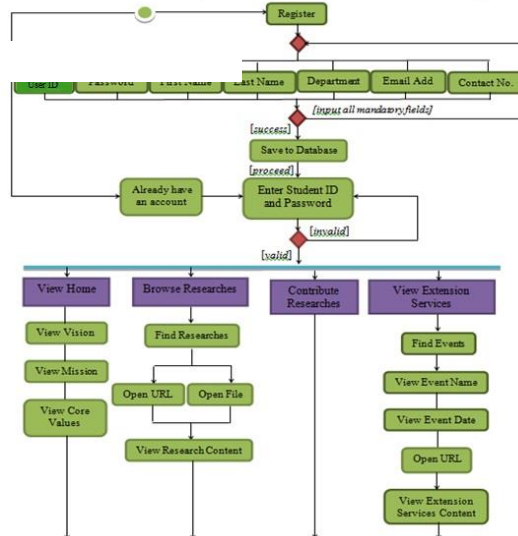 Register
User ID
Password
First Name
Last Name
Department
Email Add
Contact No.
[input all mandatory fields]
[success]
Save to Database
[proceed]
Already have
an account
Enter Student ID
and Password
[invalid]
[valid]
View Home
Browse Researches
Contribute
Researches
View Extension
Services
View Vision
Find Researches
Find Events
View Mission
Open URL
Open File
View Event Name
View Core
Values
View Event Date
View Research Content
Open URL
View Extension
Services Content